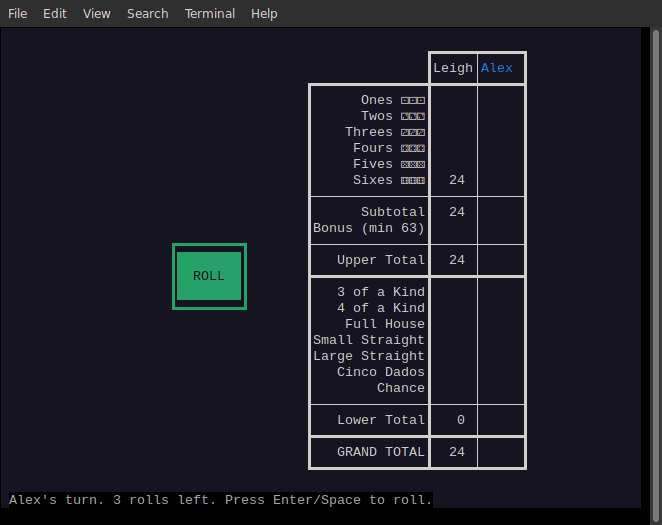 File Edit View Search Terminal Help
Leigh Alex
Ones ⚀⚀⚀
Twos ⚁⚁⚁
Threes ⚂⚂⚂
Fours ⚃⚃⚃
Fives ⚄⚄⚄
Sixes ⚅⚅⚅ 24
Subtotal 24
Bonus (min 63)
Upper Total 24
ROLL
3 of a Kind
4 of a Kind
Full House
Small Straight
Large Straight
Cinco Dados
Chance
Lower Total 0
GRAND TOTAL 24
Alex's turn. 3 rolls left. Press Enter/Space to roll.